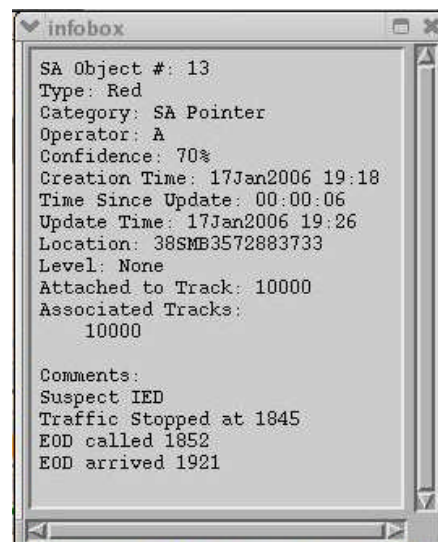 infobox
SA Object #: 13
Type: Red
Category: SA Pointer
Operator: A
Confidence: 70%
Creation Time: 17Jan2006 19:18
Time Since Update: 00:00:06
Update Time: 17Jan2006 19:26
Location: 38SMB3572883733
Level: None
Attached to Track: 10000
Associated Tracks:
10000
Comments:
Suspect IED
Traffic Stopped at 1845
EOD called 1852
EOD arrived 1921